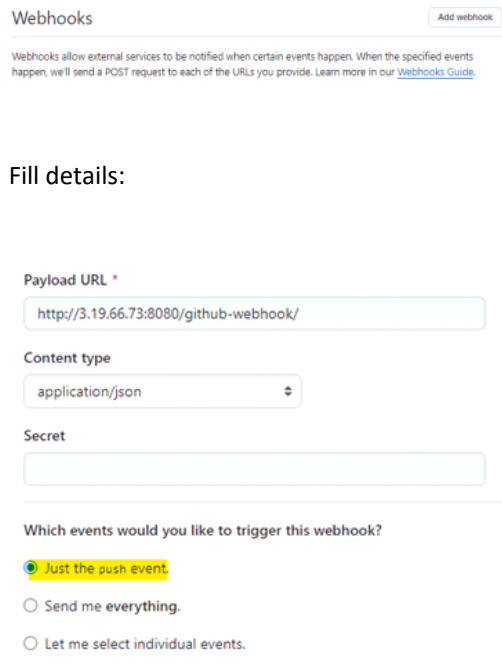 Webhooks
Add webhook
Webhooks allow external services to be notified when certain events happen. When the specified events
happen, we'll send a POST request to each of the URLs you provide. Learn more in our Webhooks Guide.
Fill details:
Payload URL *
http://3.19.66.73:8080/github-webhook/
Content type
application/json
Secret
Which events would you like to trigger this webhook?
Just the push event.
Send me everything.
Let me select individual events.